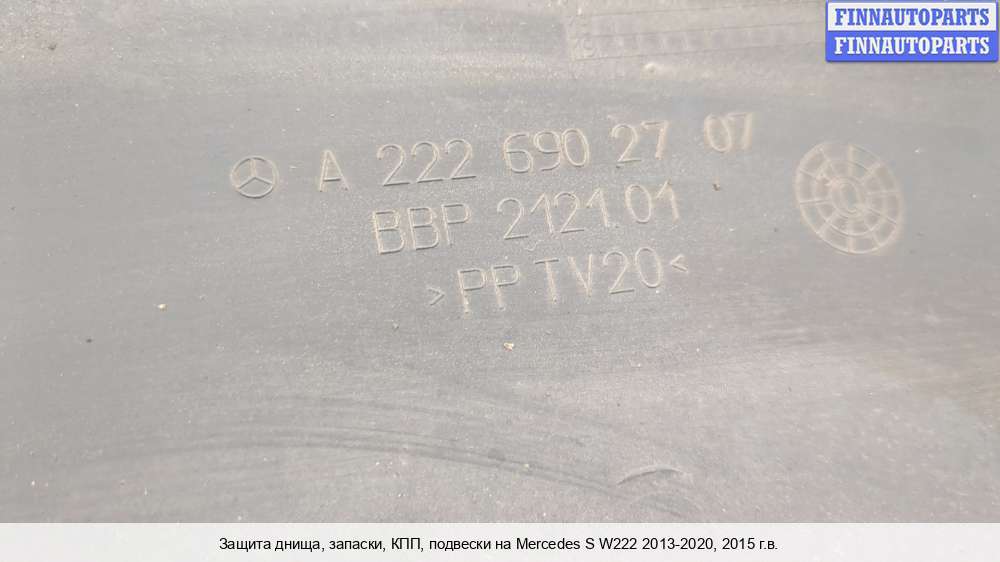 FINNAUTOPARTS
FINNAUTOPARTS
A 222 690 27 07
BBP 2121.01
>PP TV20<
Защита днища, запаски, КПП, подвески на Mercedes S W222 2013-2020, 2015 г.в.